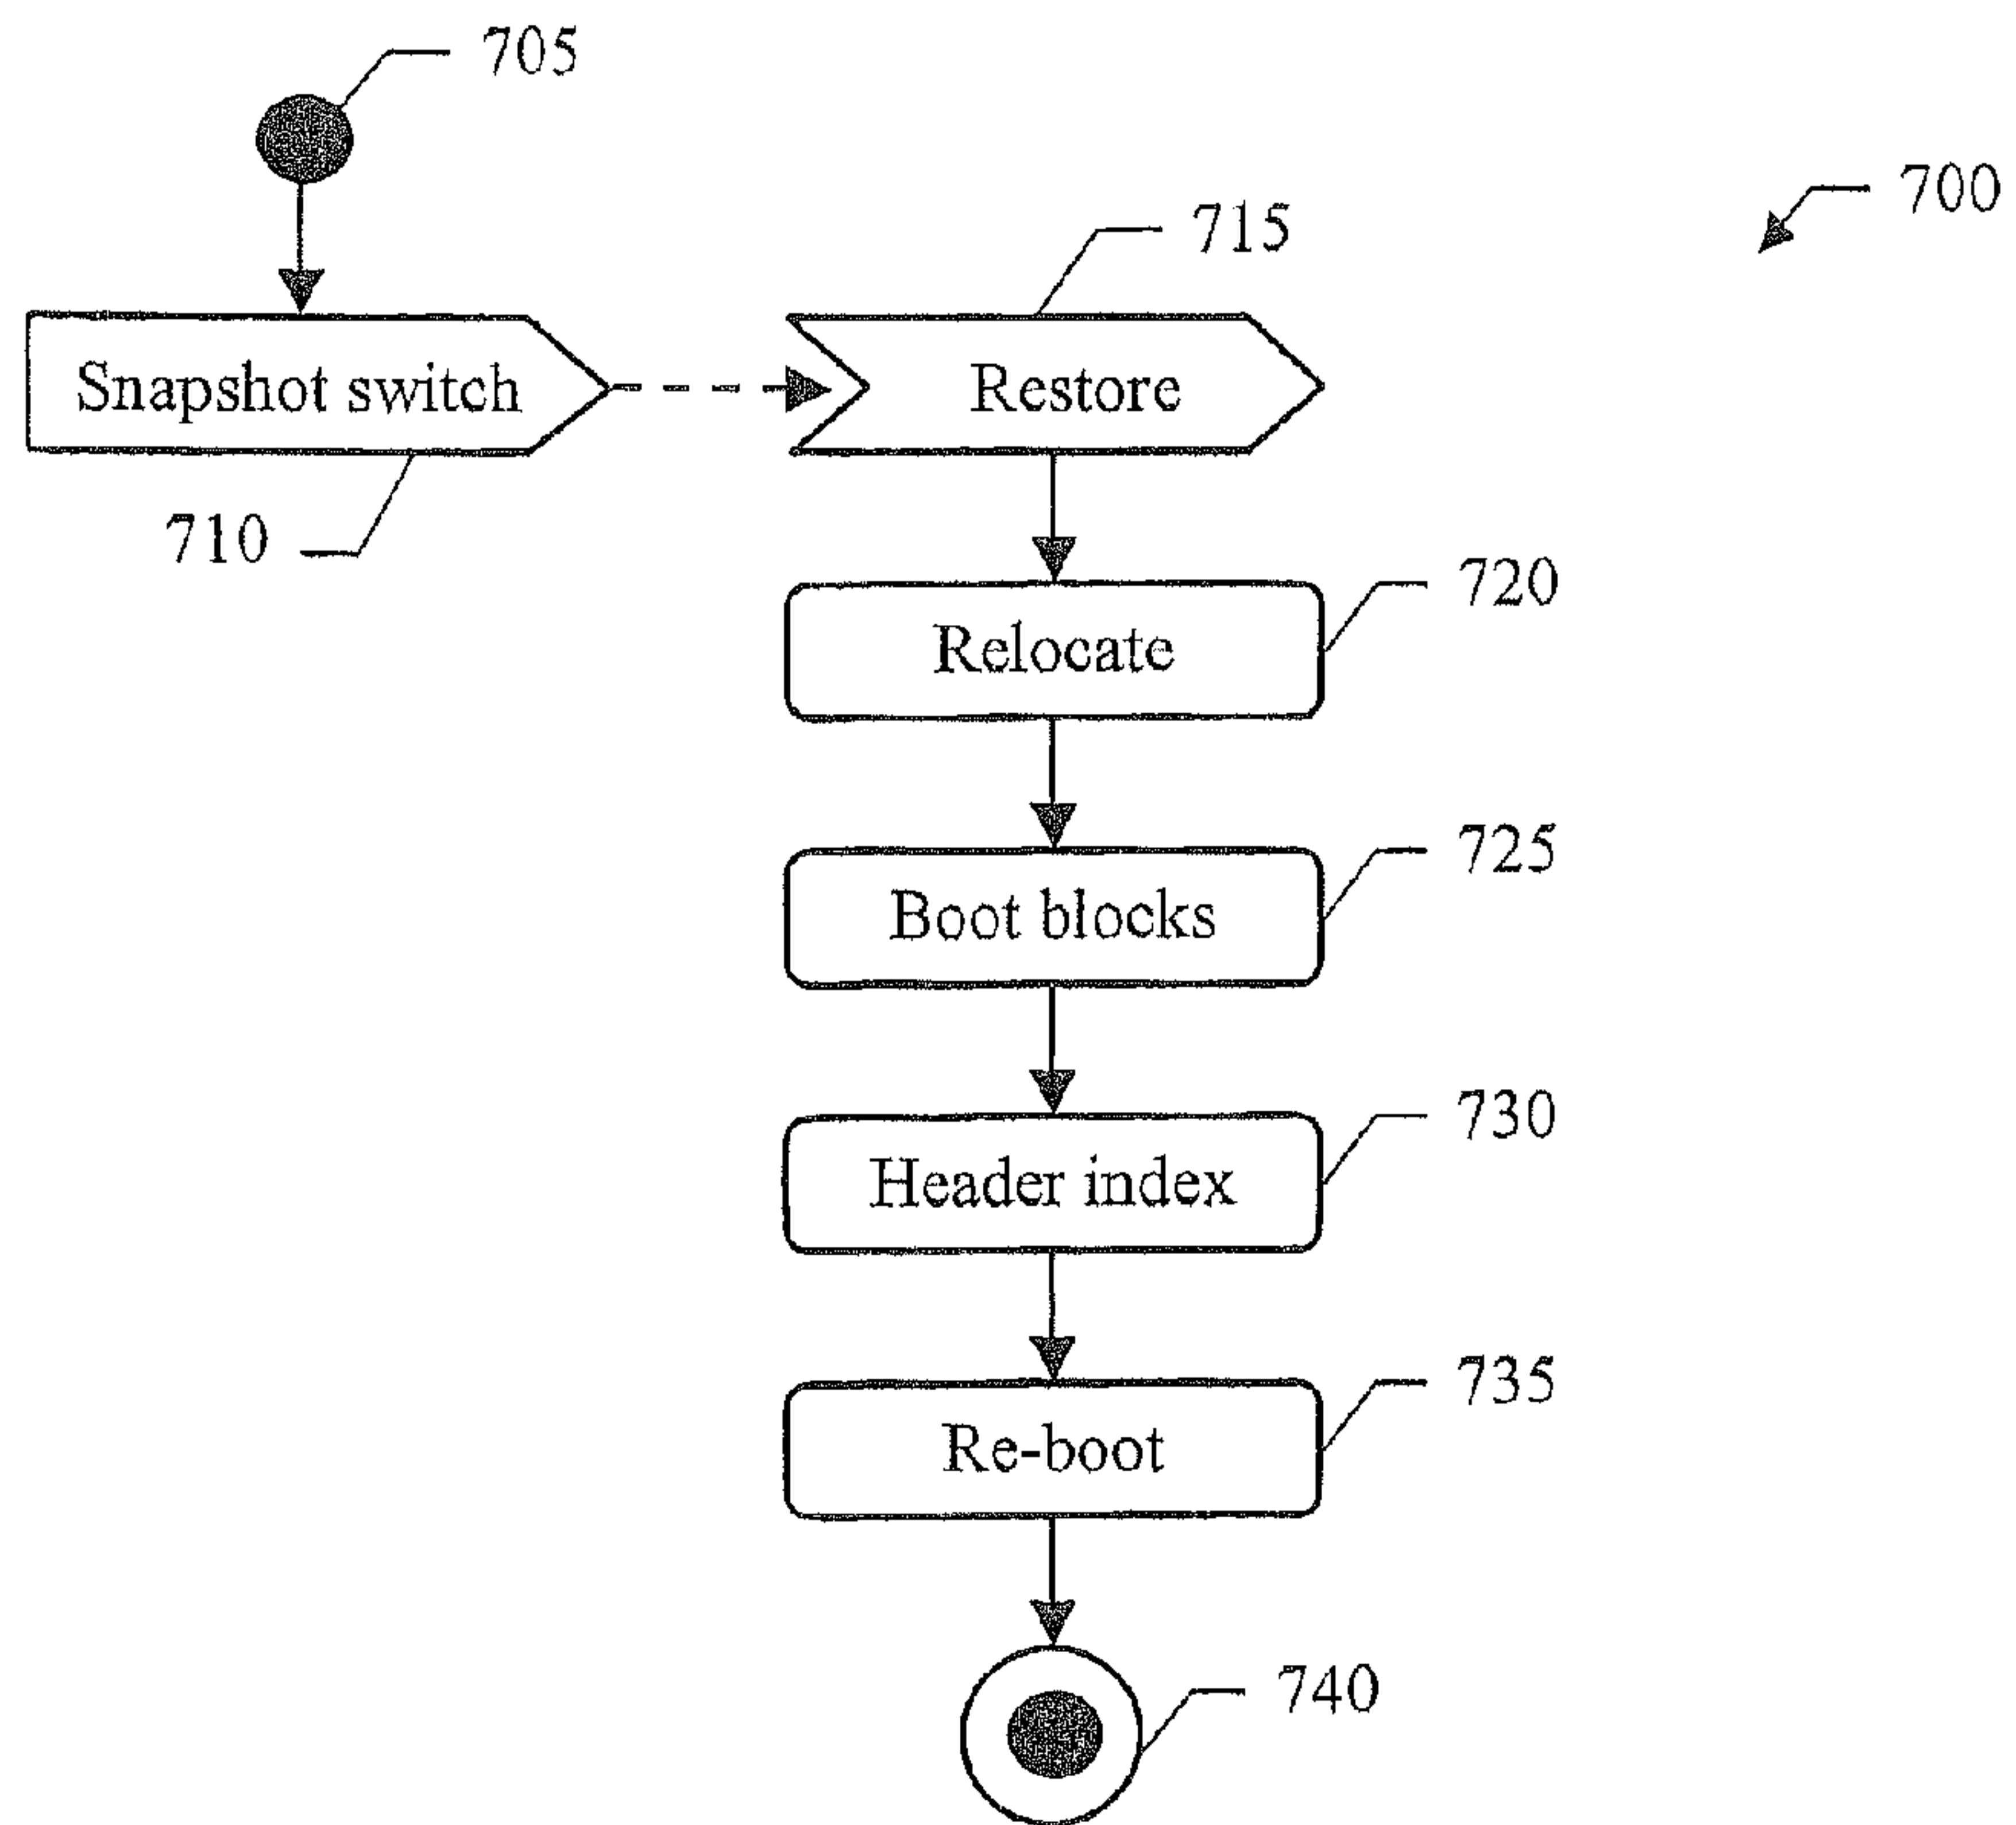 705
700
715
Snapshot switch
Restore
710
720
Relocate
725
Boot blocks
730
Header index
735
Re-boot
740